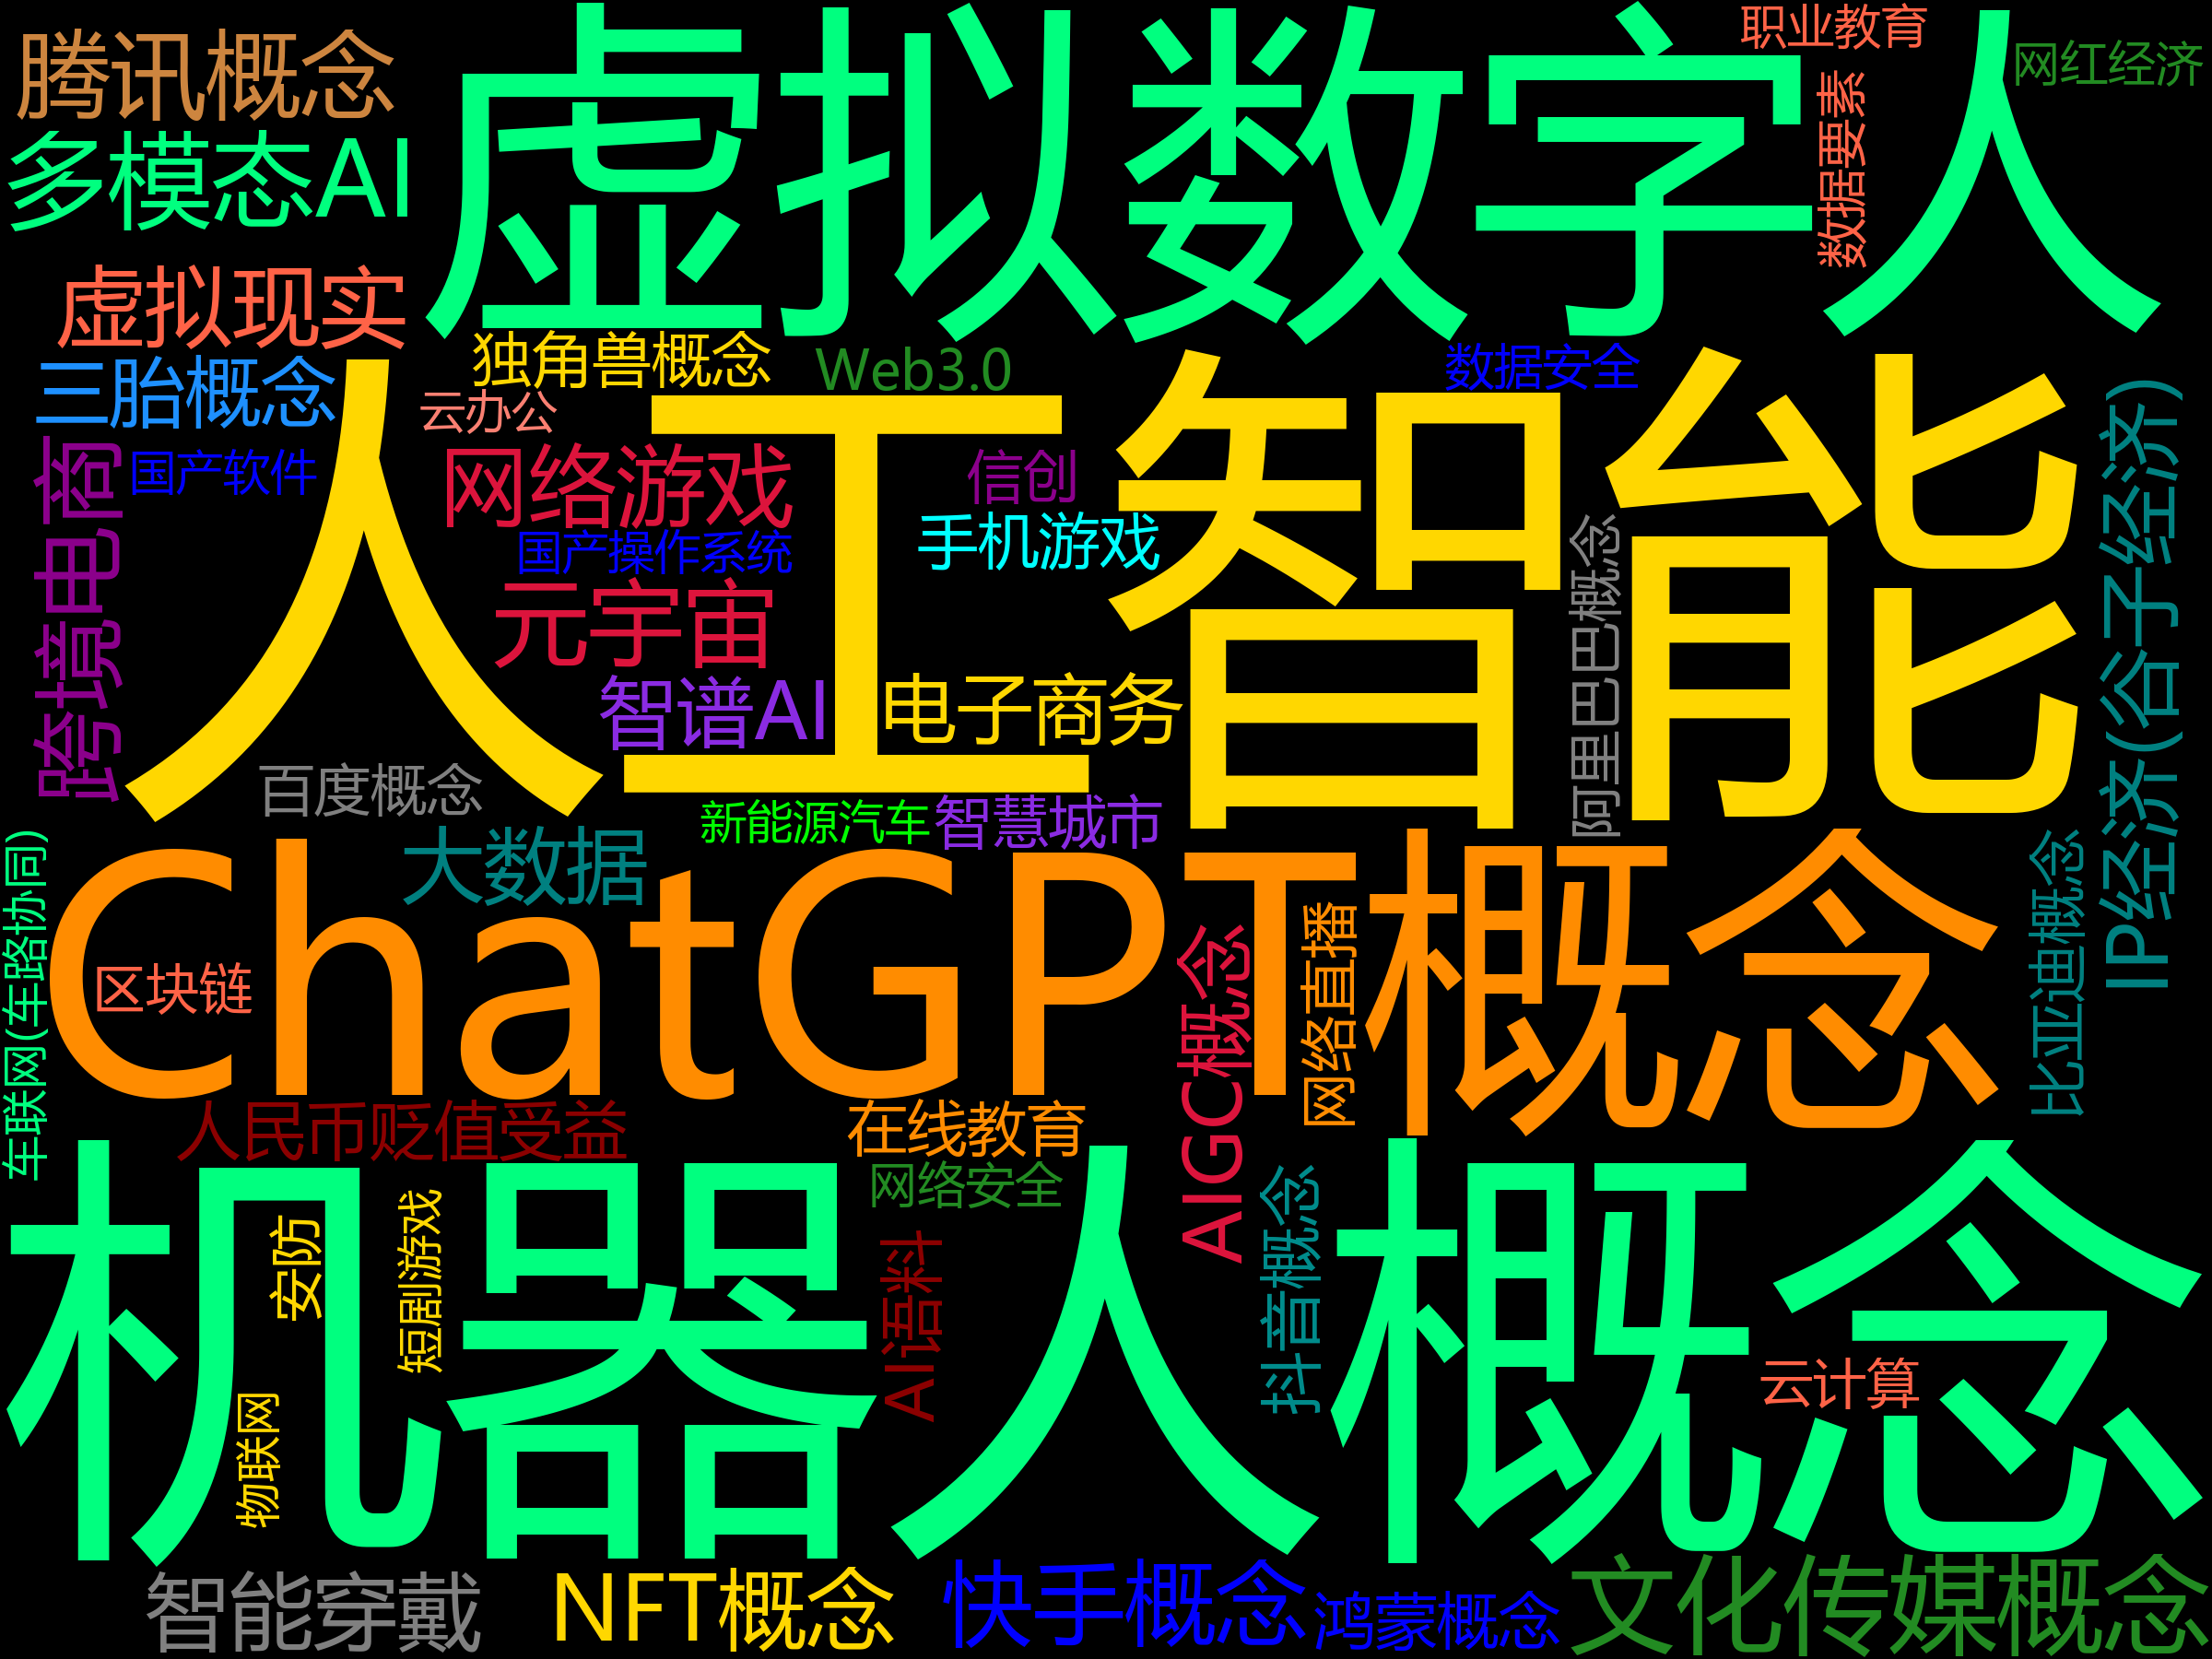 腾讯概念
虚拟数字人
职业教育
网红经济
数据要素
多模态AI
虚拟现实
三胎概念
独角兽概念
Web3.0
数据安全
云办公
跨境电商
国产软件
人工智能
网络游戏
信创
国产操作系统
手机游戏
阿里巴巴概念
IP经济(谷子经济)
元宇宙
智谱AI
电子商务
百度概念
新能源汽车
智慧城市
车联网(车路协同)
大数据
ChatGPT概念
区块链
AIGC概念
网络直播
比亚迪概念
人民币贬值受益
在线教育
网络安全
机器人概念
安防
短剧游戏
物联网
AI语料
抖音概念
云计算
智能穿戴
NFT概念
快手概念
鸿蒙概念
文化传媒概念